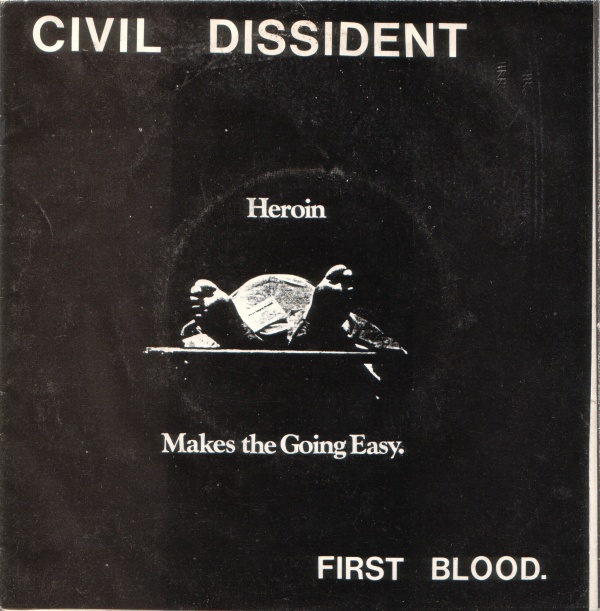 CIVIL DISSIDENT
Heroin
Makes the Going Easy.
FIRST BLOOD.